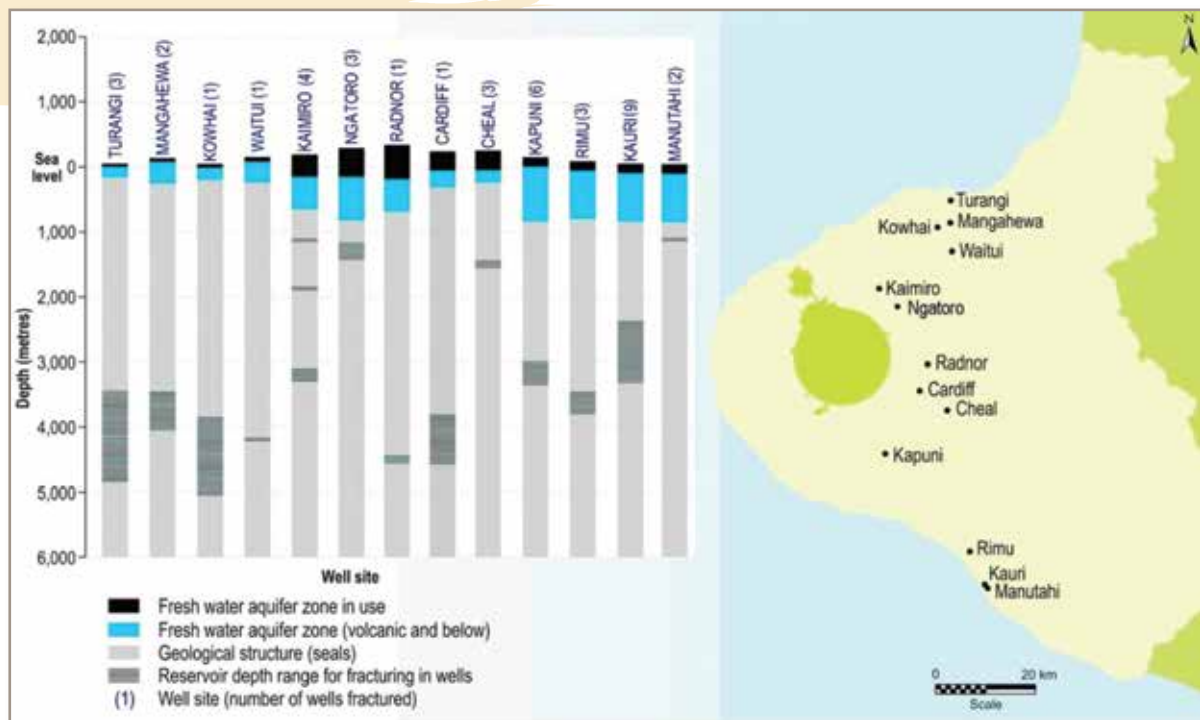 2,000
1,000
Sea level 0
1,000
2,000
3,000
4,000
5,000
6,000
Depth (metres)
TURANGI (3)
MANGAHEWA (2)
KOWHAI (1)
WAITUI (1)
KAIMIRO (4)
NGATORO (3)
RADNOR (1)
CARDIFF (1)
CHEAL (3)
KAPUNI (6)
RIMU(3)
KAURI(9)
MANUTAHI (2)
Well site
Fresh water aquifer zone in use
Fresh water aquifer zone (volcanic and below)
Geological structure (seals)
Reservoir depth range for fracturing in wells
(1) Well site (number of wells fractured)
N
Turangi
Kowhai
Mangahewa
Waitui
Kaimiro
Ngatoro
Radnor
Cardiff
Cheal
Kapuni
Rimu
Kauri
Manutahi
0 20 km
Scale